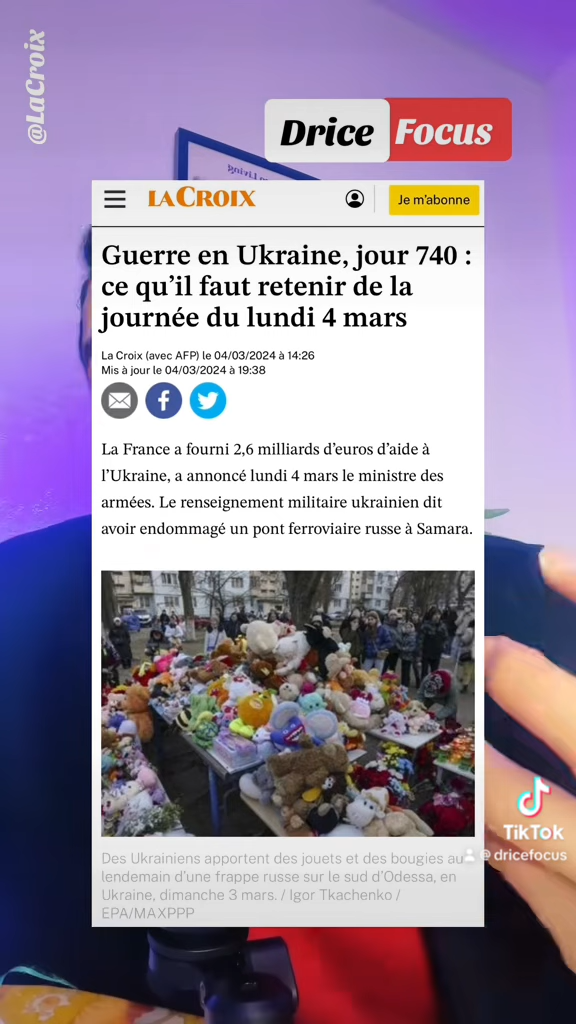 @LaCroix
Drice Focus
LA CROIX
Je m'abonne
Guerre en Ukraine, jour 740 :
ce qu'il faut retenir de la
journée du lundi 4 mars
La Croix (avec AFP) le 04/03/2024 à 14:26
Mis à jour le 04/03/2024 à 19:38
La France a fourni 2,6 milliards d'euros d'aide à
l'Ukraine, a annoncé lundi 4 mars le ministre des
armées. Le renseignement militaire ukrainien dit
avoir endommagé un pont ferroviaire russe à Samara.
Des Ukrainiens apportent des jouets et des bougies au
lendemain d'une frappe russe sur le sud d'Odessa, en
Ukraine, dimanche 3 mars. / Igor Tkachenko /
EPA/MAXPPP
TikTok
@dricefocus